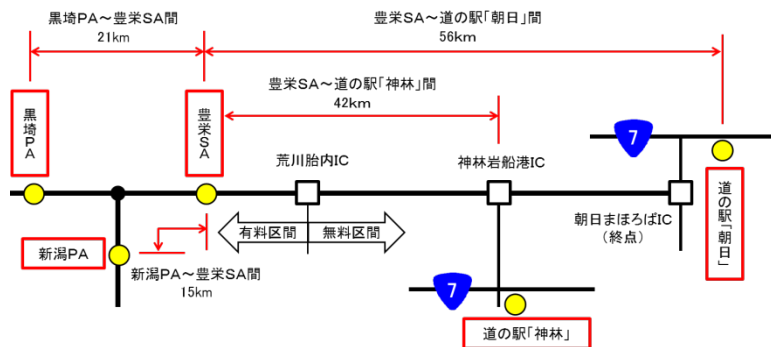 黒埼PA～豊栄SA間
21km
豊栄SA～道の駅「朝日」間
56km
豊栄SA～道の駅「神林」間
42km
黒埼PA
豊栄SA
荒川胎内IC
神林岩船港IC
7
道の駅「朝日」
朝日まほろばIC
(終点)
有料区間
無料区間
新潟PA
新潟PA～豊栄SA間
15km
7
道の駅「神林」